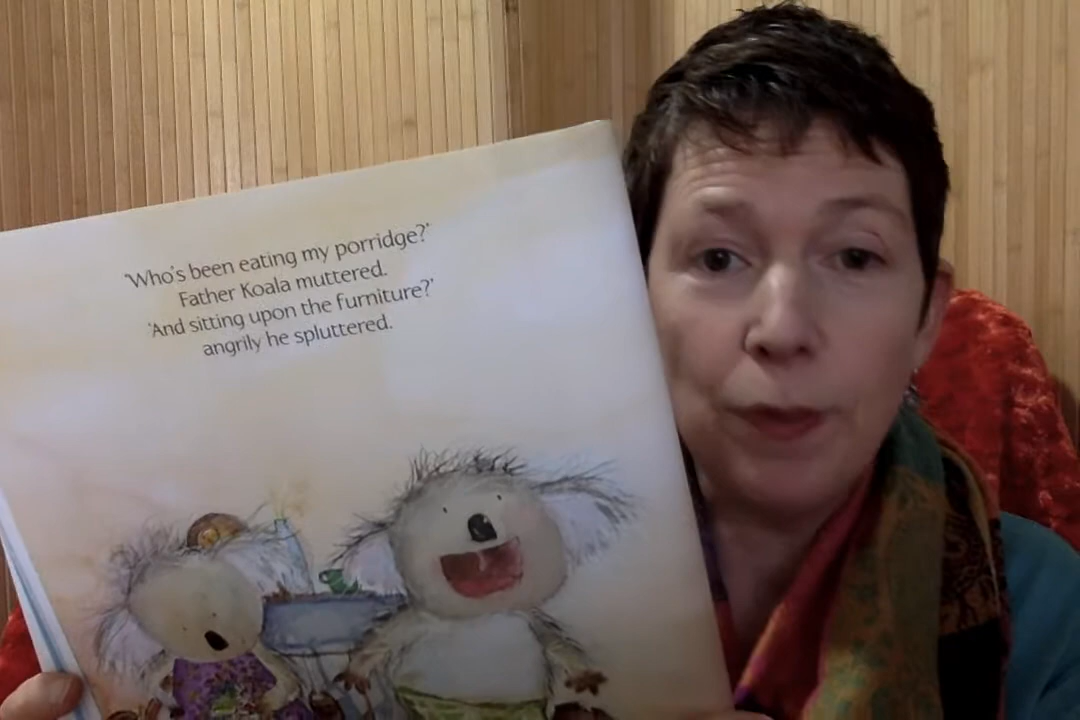 'Who's been eating my porridge?'
Father Koala muttered.
'And sitting upon the furniture?'
angrily he spluttered.